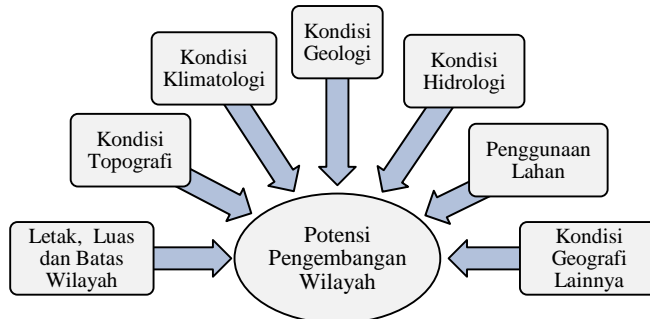 Kondisi
Geologi
Kondisi
Klimatologi
Kondisi
Hidrologi
Kondisi
Topografi
Penggunaan
Lahan
Letak, Luas
dan Batas
Wilayah
Potensi
Pengembangan
Wilayah
Kondisi
Geografi
Lainnya